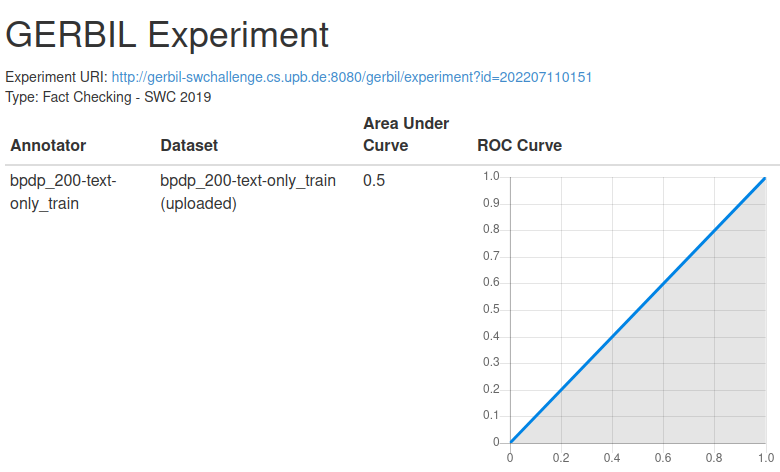 GERBIL Experiment
Experiment URI: http://gerbil-swchallenge.cs.upb.de:8080/gerbil/experiment?id=202207110151
Type: Fact Checking - SWC 2019
Annotator Dataset Area Under Curve ROC Curve
bpdp_200-text- bpdp_200-text-only_train 0.5
only_train (uploaded)
1.0
0.9
0.8
0.7
0.6
0.5
0.4
0.3
0.2
0.1
0
0 0.2 0.4 0.6 0.8 1.0